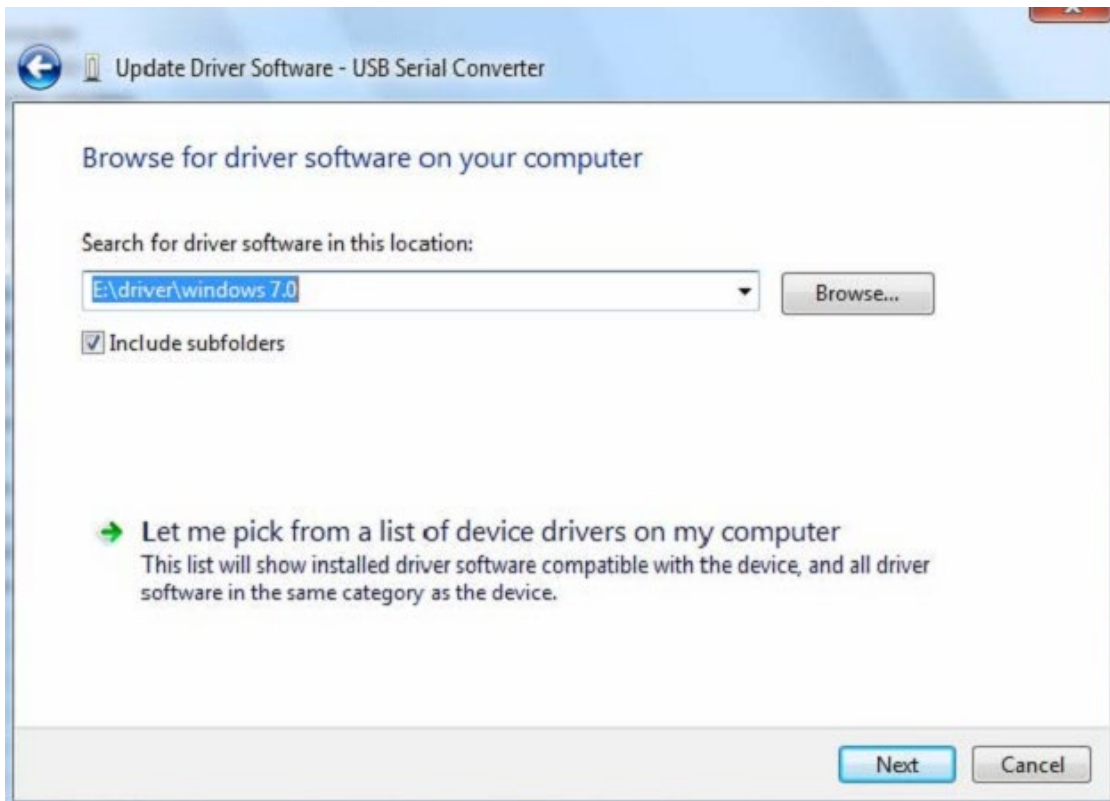 Update Driver Software - USB Serial Converter
Browse for driver software on your computer
Search for driver software in this location:
E:\driver\windows 7.0
Browse...
Include subfolders
Let me pick from a list of device drivers on my computer
This list will show installed driver software compatible with the device, and all driver
software in the same category as the device.
Next
Cancel